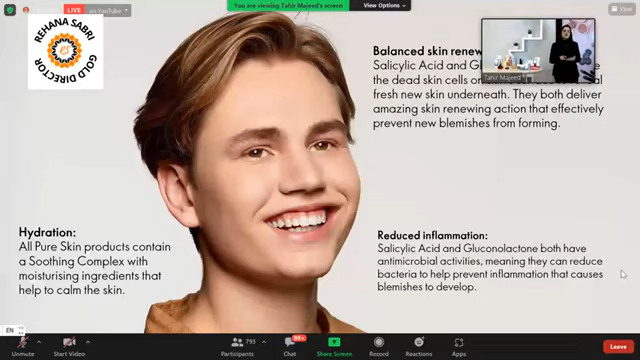 LIVE on YouTube
You are viewing Tahir Majeed's screen
View Options
View
REHANA SABRI
RS
GOLD DIRECTOR
Tahir Majeed
Balanced skin
Salicylic Acid and
the dead skin cells
fresh new skin underneath. They both deliver
amazing skin renewing action that effectively
prevent new blemishes from forming.
Hydration:
All Pure Skin products contain
a Soothing Complex with
moisturising ingredients that
help to calm the skin.
Reduced inflammation:
Salicylic Acid and Gluconolactone both have
antimicrobial activities, meaning they can reduce
bacteria to help prevent inflammation that causes
blemishes to develop.
EN
Unmute
Start Video
793
Participants
99+
Chat
Share Screen
Record
Reactions
Apps
Leave